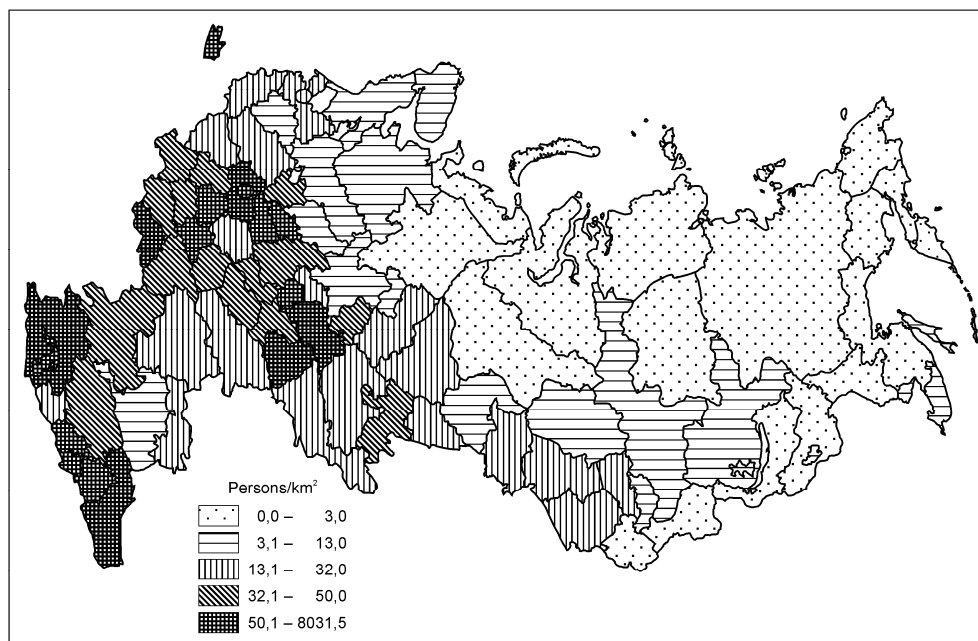 Persons/km²
0,0 – 3,0
3,1 – 13,0
13,1 – 32,0
32,1 – 50,0
50,1 – 8031,5